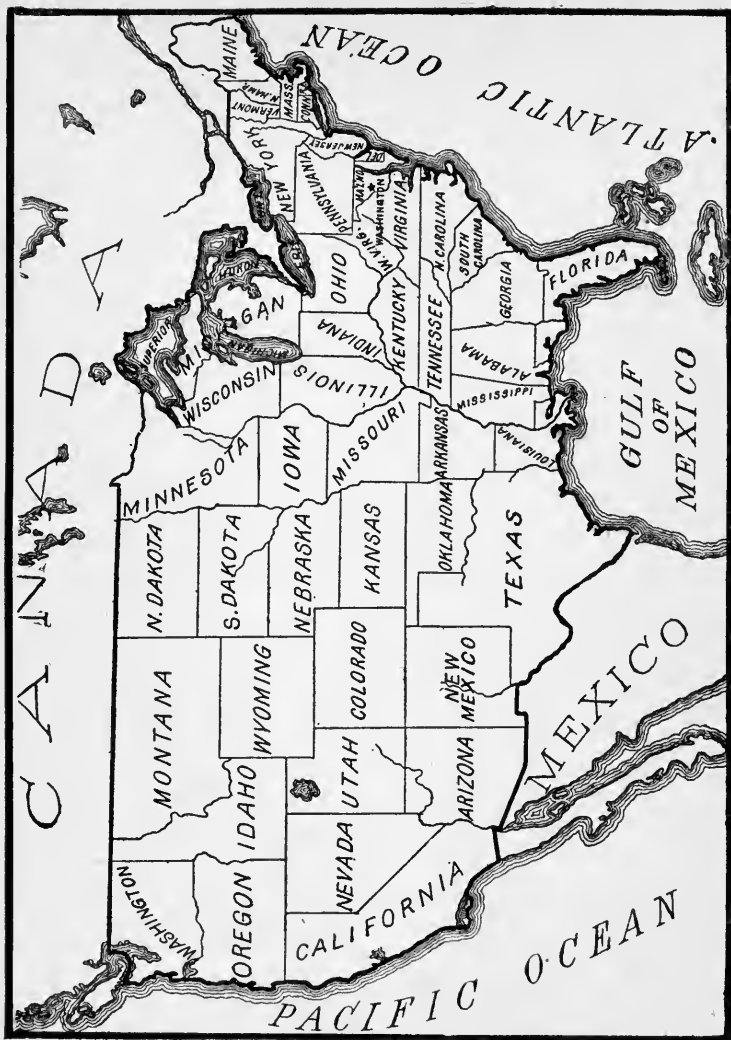 CANADA
ATLANTIC OCEAN
PACIFIC OCEAN
GULF
OF
MEXICO
MEXICO
WASHINGTON
OREGON
CALIFORNIA
NEVADA
IDAHO
MONTANA
WYOMING
UTAH
ARIZONA
COLORADO
NEW
MEXICO
N. DAKOTA
S. DAKOTA
NEBRASKA
KANSAS
OKLAHOMA
TEXAS
MINNESOTA
IOWA
MISSOURI
ARKANSAS
LOUISIANA
WISCONSIN
ILLINOIS
MICHIGAN
SUPERIOR
MICHIGAN
INDIANA
OHIO
KENTUCKY
TENNESSEE
MISSISSIPPI
ALABAMA
GEORGIA
FLORIDA
SOUTH
CAROLINA
N. CAROLINA
VIRGINIA
W. VIRG.
WASHINGTON
PENNSYLVANIA
NEW YORK
NEW JERSEY
DEL
VERMONT
N. HAMP.
MASS
CONN
MAINE